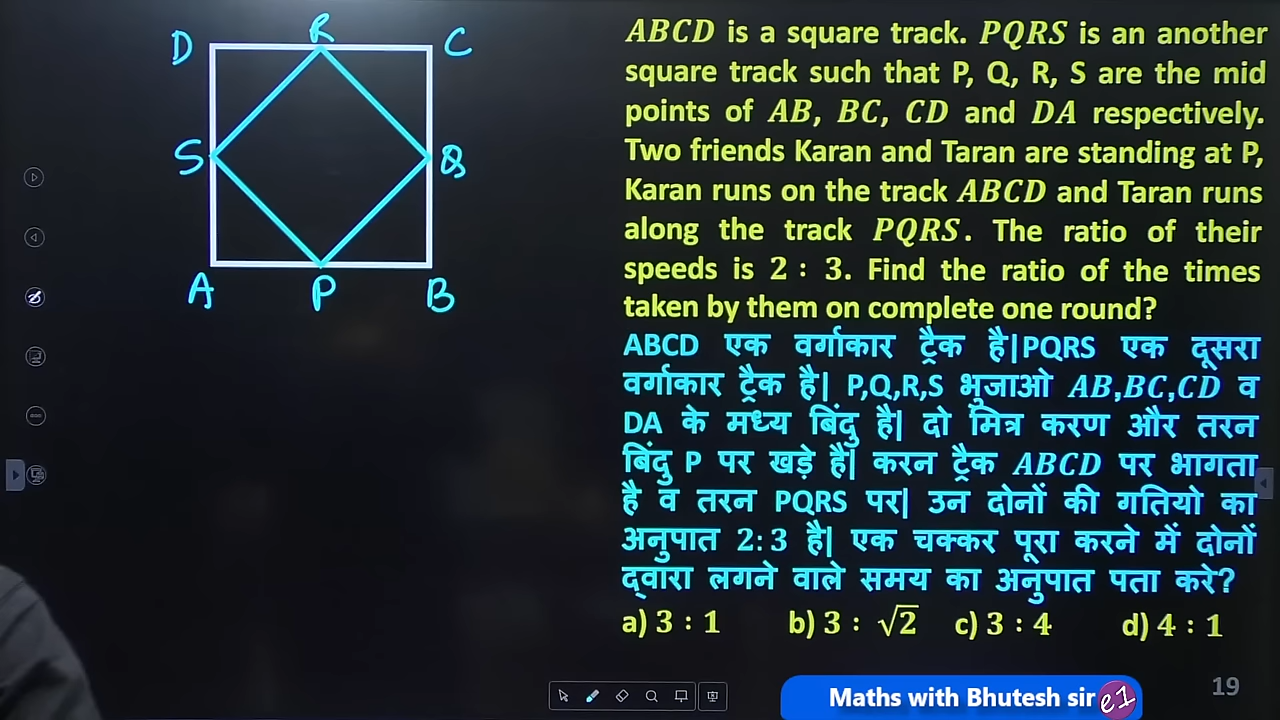 D R C
S Q
A P B
ABCD is a square track. PQRS is an another
square track such that P, Q, R, S are the mid
points of AB, BC, CD and DA respectively.
Two friends Karan and Taran are standing at P,
Karan runs on the track ABCD and Taran runs
along the track PQRS. The ratio of their
speeds is 2 : 3. Find the ratio of the times
taken by them on complete one round?
ABCD एक वर्गाकार ट्रैक है|PQRS एक दूसरा
वर्गाकार ट्रैक है| P,Q,R,S भुजाओ AB,BC,CD व
DA के मध्य बिंदु है| दो मित्र करण और तरन
बिंदु P पर खड़े हैं| करन ट्रैक ABCD पर भागता
है व तरन PQRS पर| उन दोनों की गतियो का
अनुपात 2:3 है| एक चक्कर पूरा करने में दोनों
द्वारा लगने वाले समय का अनुपात पता करे?
a) 3 : 1 b) 3 : √2 c) 3 : 4 d) 4 : 1
Maths with Bhutesh sir e1
19